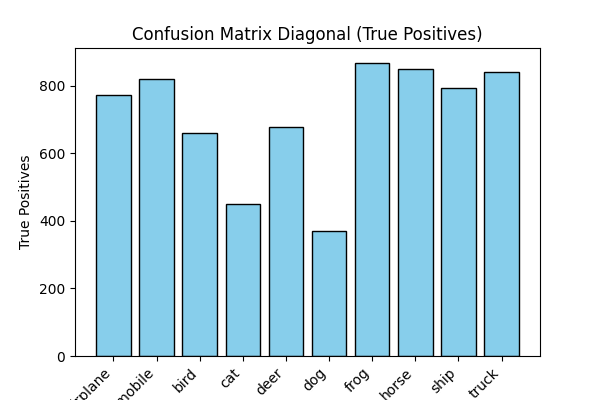 Confusion Matrix Diagonal (True Positives)
True Positives
800
600
400
200
0
rplane
mobile
bird
cat
deer
dog
frog
horse
ship
truck